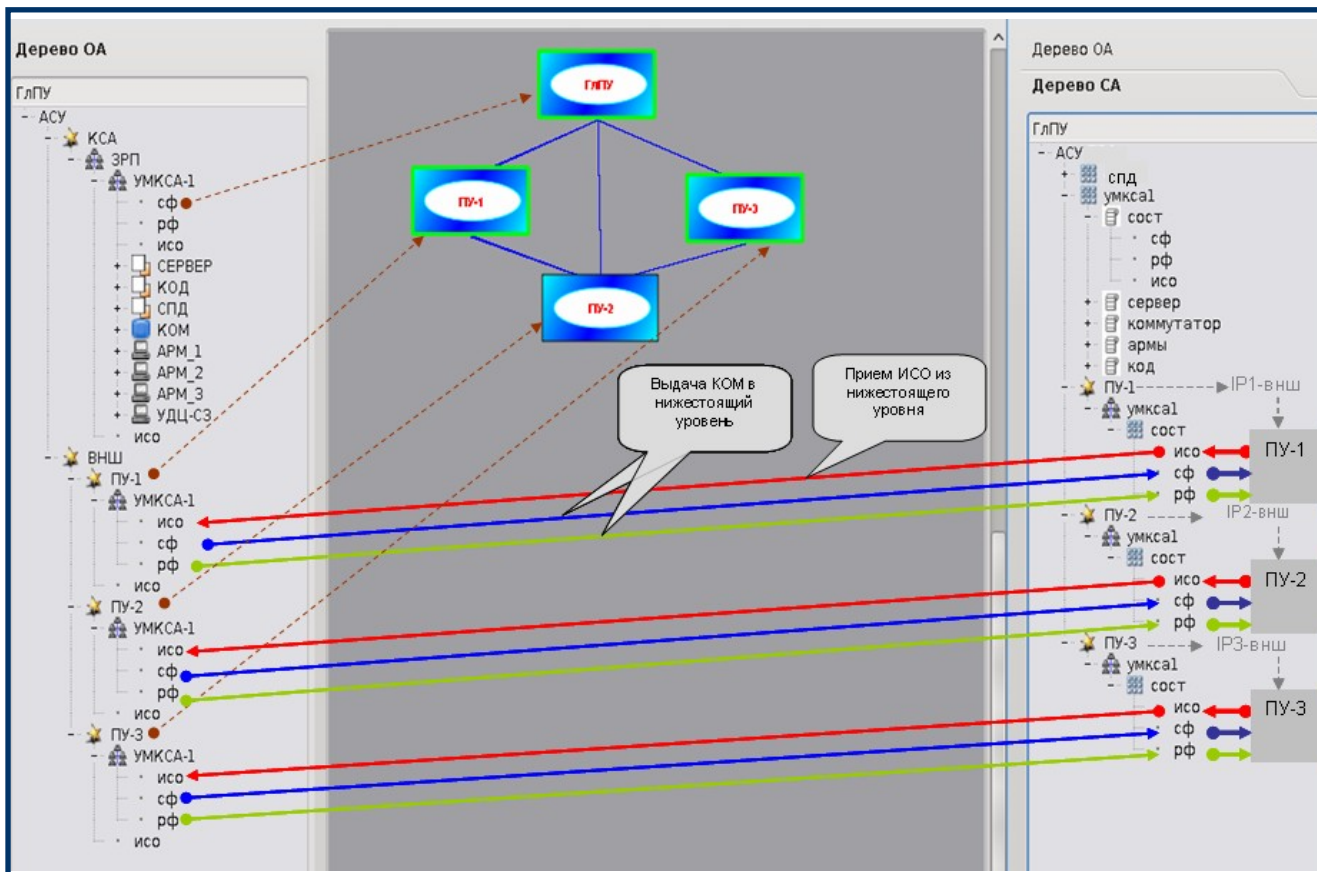 Дерево ОА
ГлПУ
АСУ
КСА
ЗРП
УМКСА-1
сф
рф
исо
СЕРВЕР
КОД
СПД
КОМ
АРМ_1
АРМ_2
АРМ_3
УДЦ-СЗ
исо
ВНШ
ПУ-1
УМКСА-1
исо
сф
рф
исо
ПУ-2
УМКСА-1
исо
сф
рф
исо
ПУ-3
УМКСА-1
исо
сф
рф
исо
ГлПУ
ПУ-1
ПУ-3
ПУ-2
Выдача КОМ в
нижестоящий
уровень
Прием ИСО из
нижестоящего
уровня
Дерево ОА
Дерево СА
ГлПУ
АСУ
спд
умкса1
сост
сф
рф
исо
сервер
коммутатор
армы
код
ПУ-1
IP1-внш
умкса1
сост
исо
сф
рф
ПУ-1
ПУ-2
IP2-внш
умкса1
сост
исо
сф
рф
ПУ-2
ПУ-3
IP3-внш
умкса1
сост
исо
сф
рф
ПУ-3